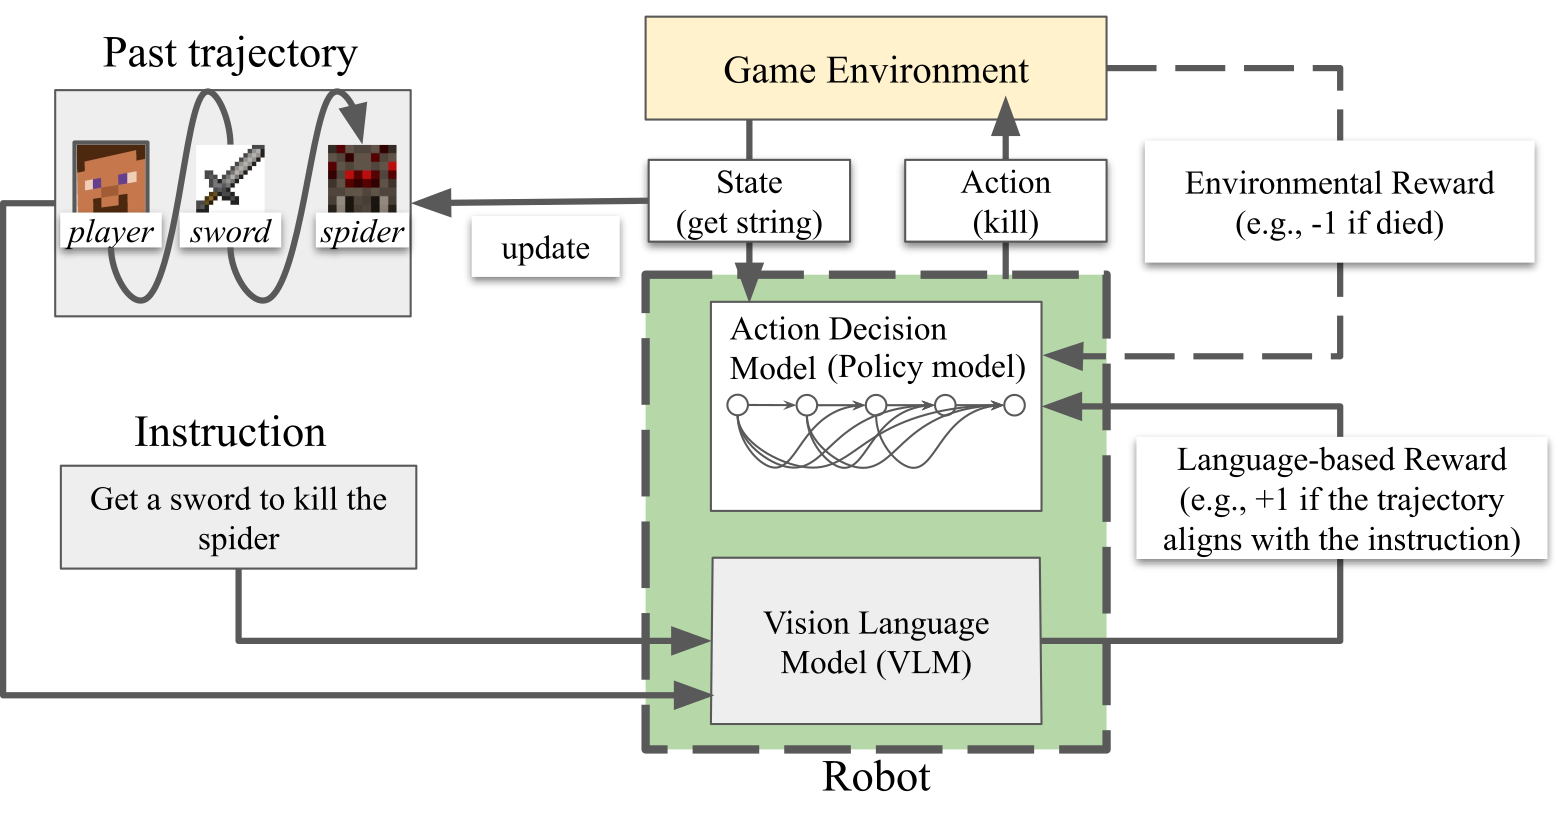 Past trajectory
player
sword
spider
update
Game Environment
State
(get string)
Action
(kill)
Environmental Reward
(e.g., -1 if died)
Action Decision
Model (Policy model)
Instruction
Get a sword to kill the
spider
Language-based Reward
(e.g., +1 if the trajectory
aligns with the instruction)
Vision Language
Model (VLM)
Robot